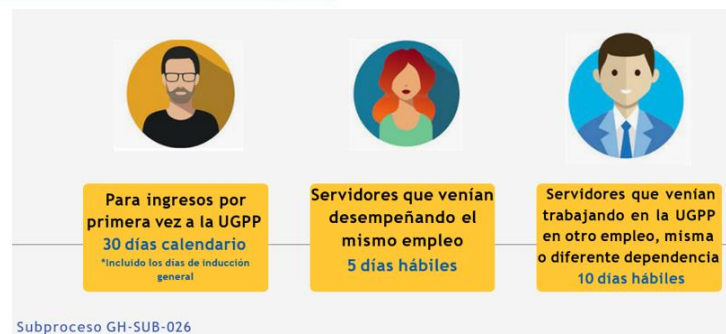 Para ingresos por
primera vez a la UGPP
30 días calendario
*Incluido los días de inducción
general
Servidores que venían
desempeñando el
mismo empleo
5 días hábiles
Servidores que venían
trabajando en la UGPP
en otro empleo, misma
o diferente dependencia
10 días hábiles
Subproceso GH-SUB-026